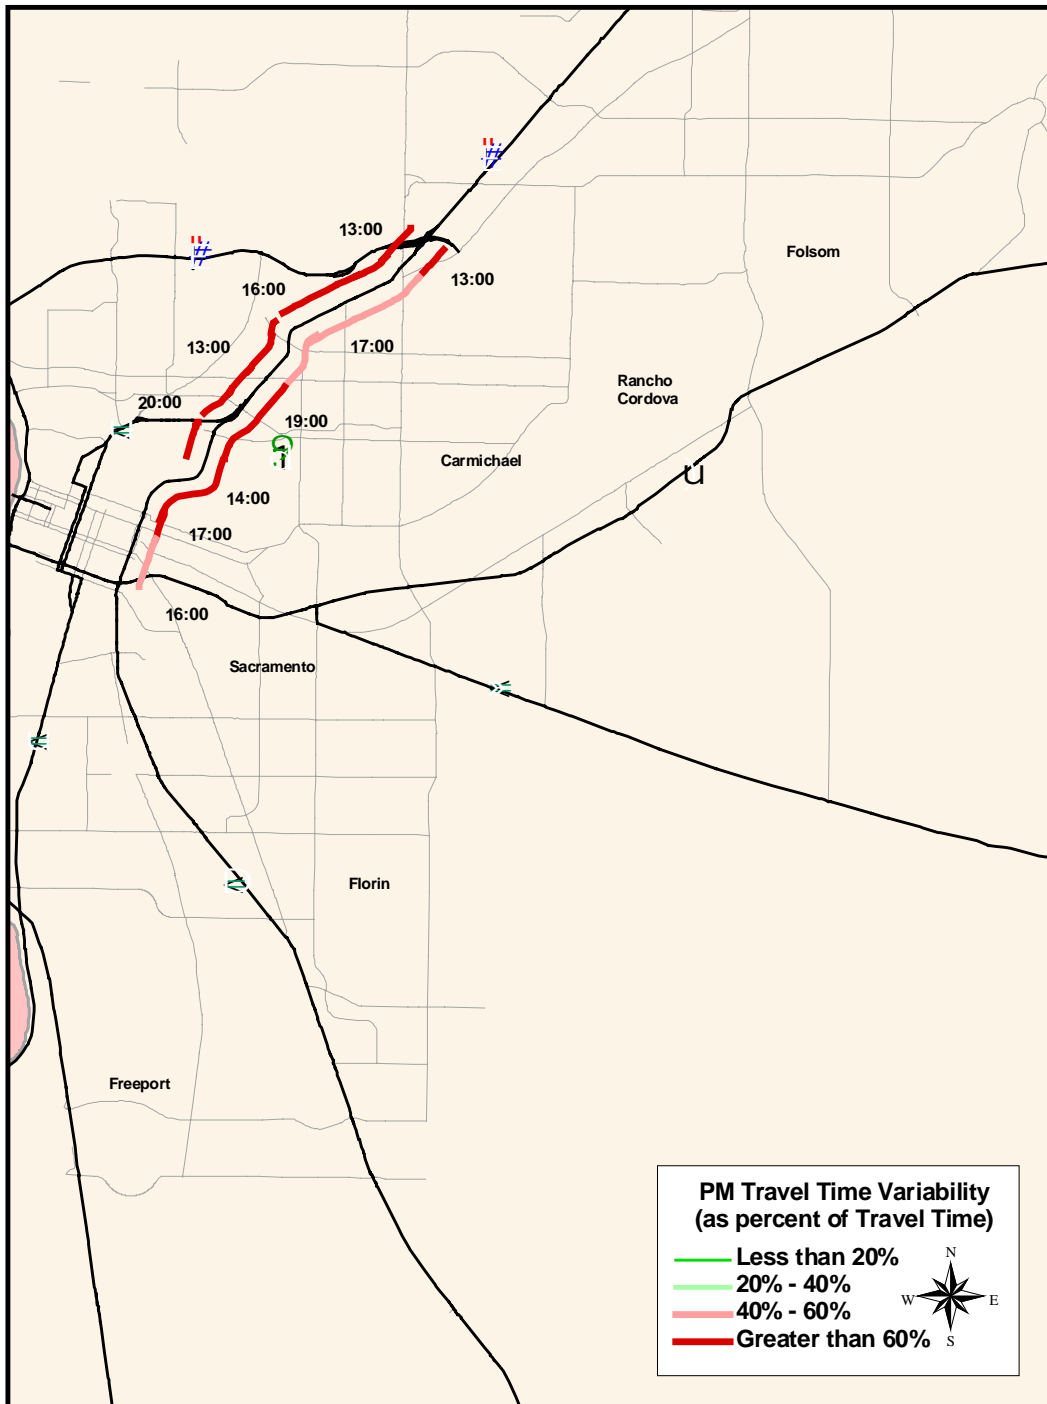 13:00
Folsom
13:00
16:00
13:00
17:00
Rancho
Cordova
20:00
19:00
Carmichael
u
14:00
17:00
16:00
Sacramento
Florin
Freeport
PM Travel Time Variability
(as percent of Travel Time)
Less than 20%
20% - 40%
40% - 60%
Greater than 60%
N
W
E
S